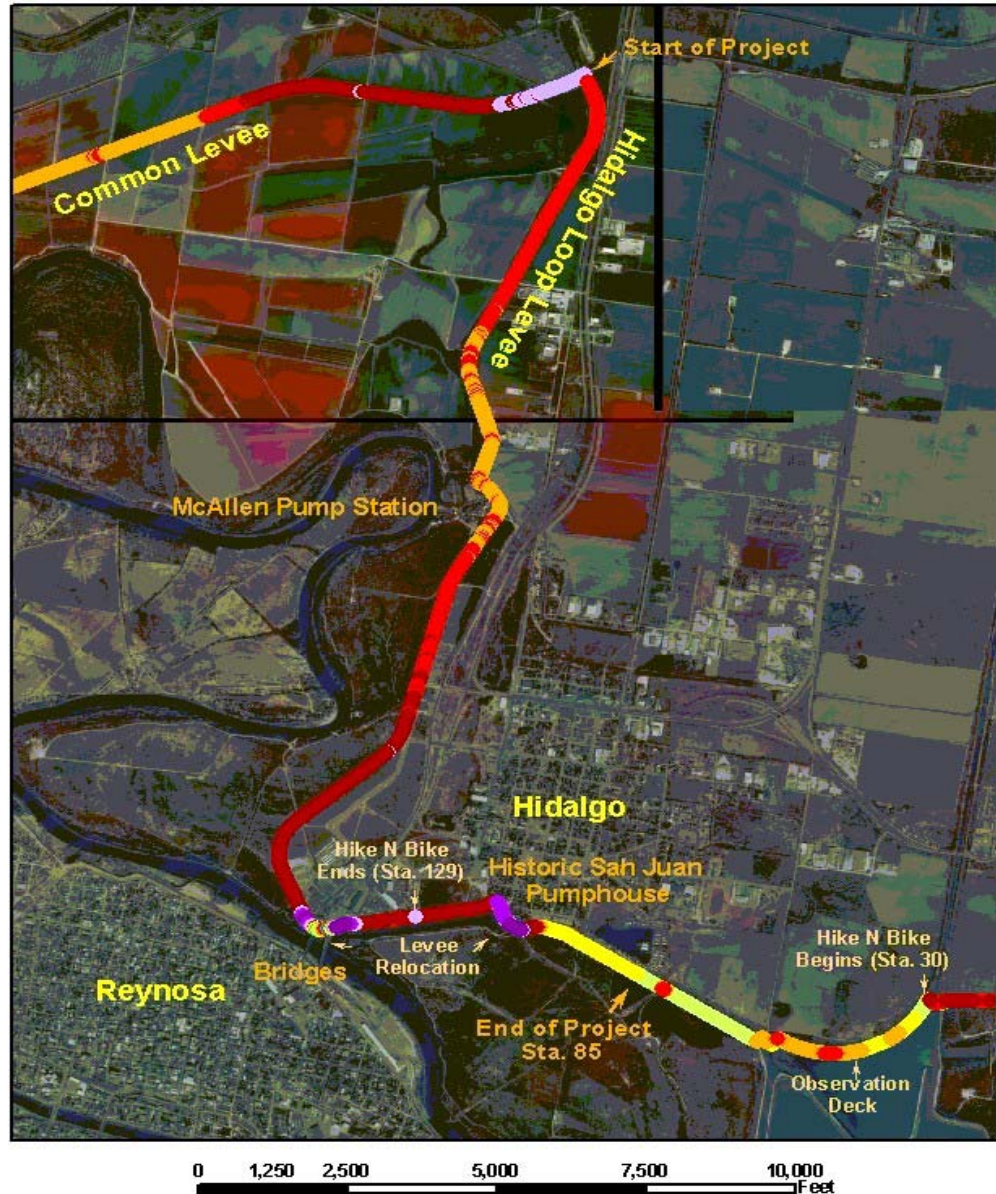 Start of Project
Common Levee
Hidalgo Loop Levee
McAllen Pump Station
Hidalgo
Hike N Bike
Ends (Sta. 129)
Historic San Juan
Pumphouse
Hike N Bike
Begins (Sta. 30)
Levee
Relocation
Bridges
Reynosa
End of Project
Sta. 85
Observation
Deck
0 1,250 2,500 5,000 7,500 10,000
Feet